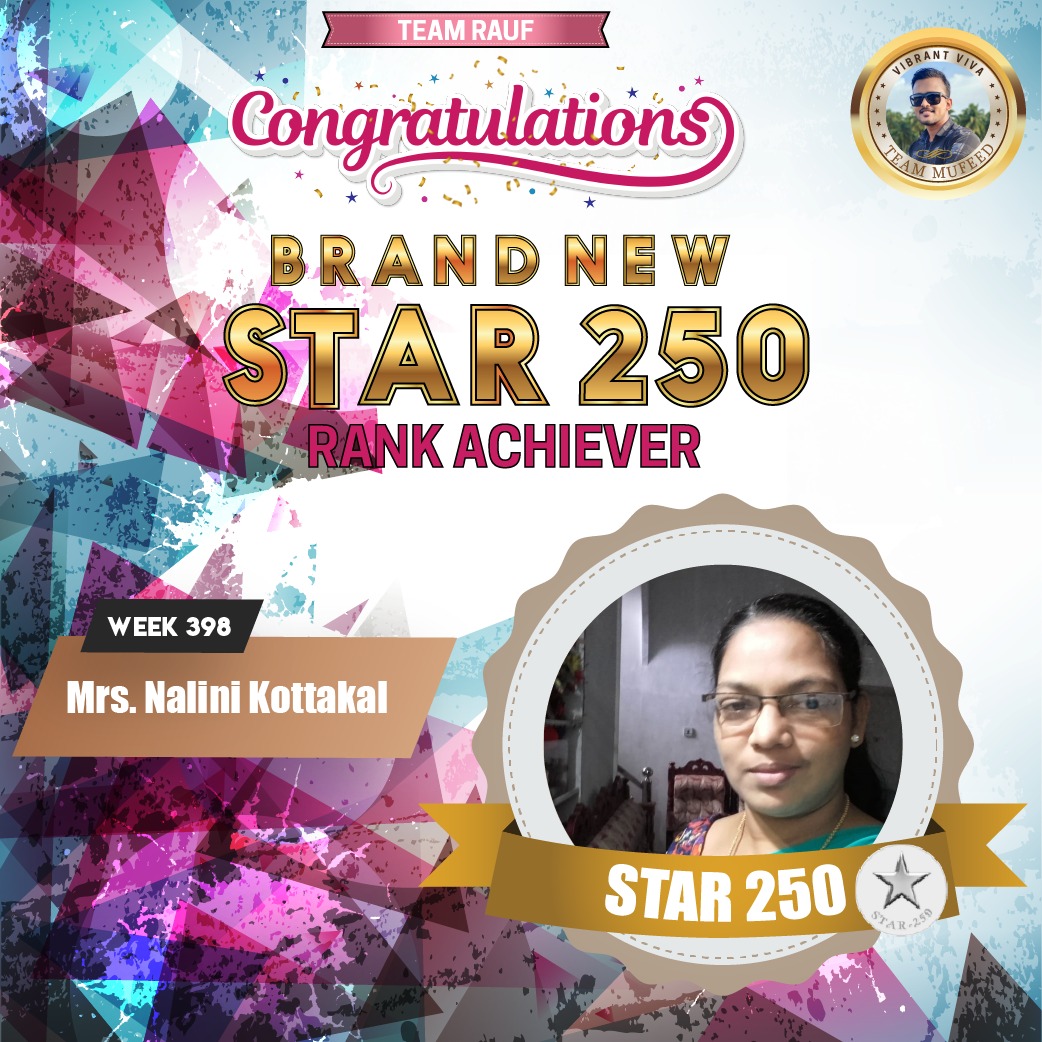 TEAM RAUF
Congratulations
VIBRANT VIVA
TEAM MUFEED
BRAND NEW
STAR 250
RANK ACHIEVER
WEEK 398
Mrs. Nalini Kottakal
STAR 250
STAR-250